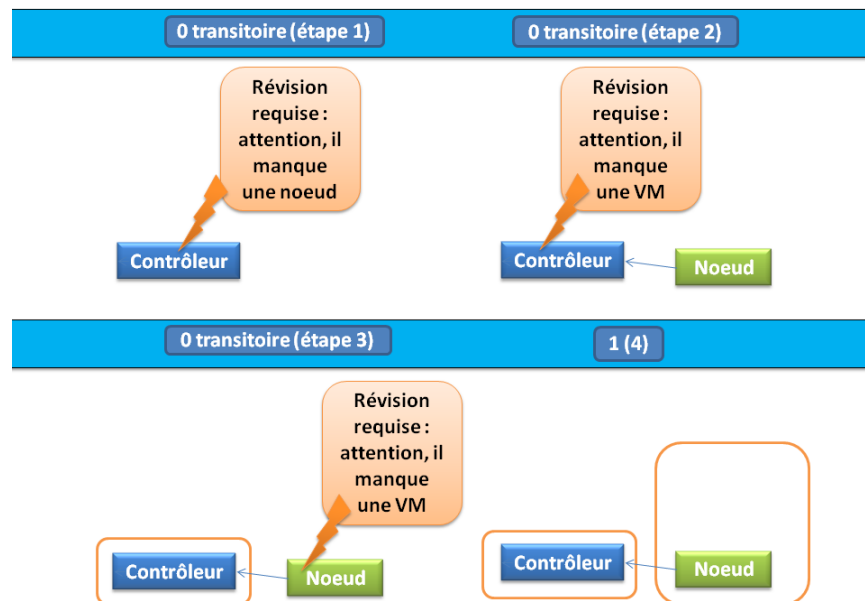 0 transitoire (étape 1)
0 transitoire (étape 2)
Révision
requise :
attention, il
manque
une noeud
Révision
requise :
attention, il
manque
une VM
Contrôleur
Contrôleur
Noeud
0 transitoire (étape 3)
1 (4)
Révision
requise :
attention, il
manque
une VM
Contrôleur
Noeud
Contrôleur
Noeud